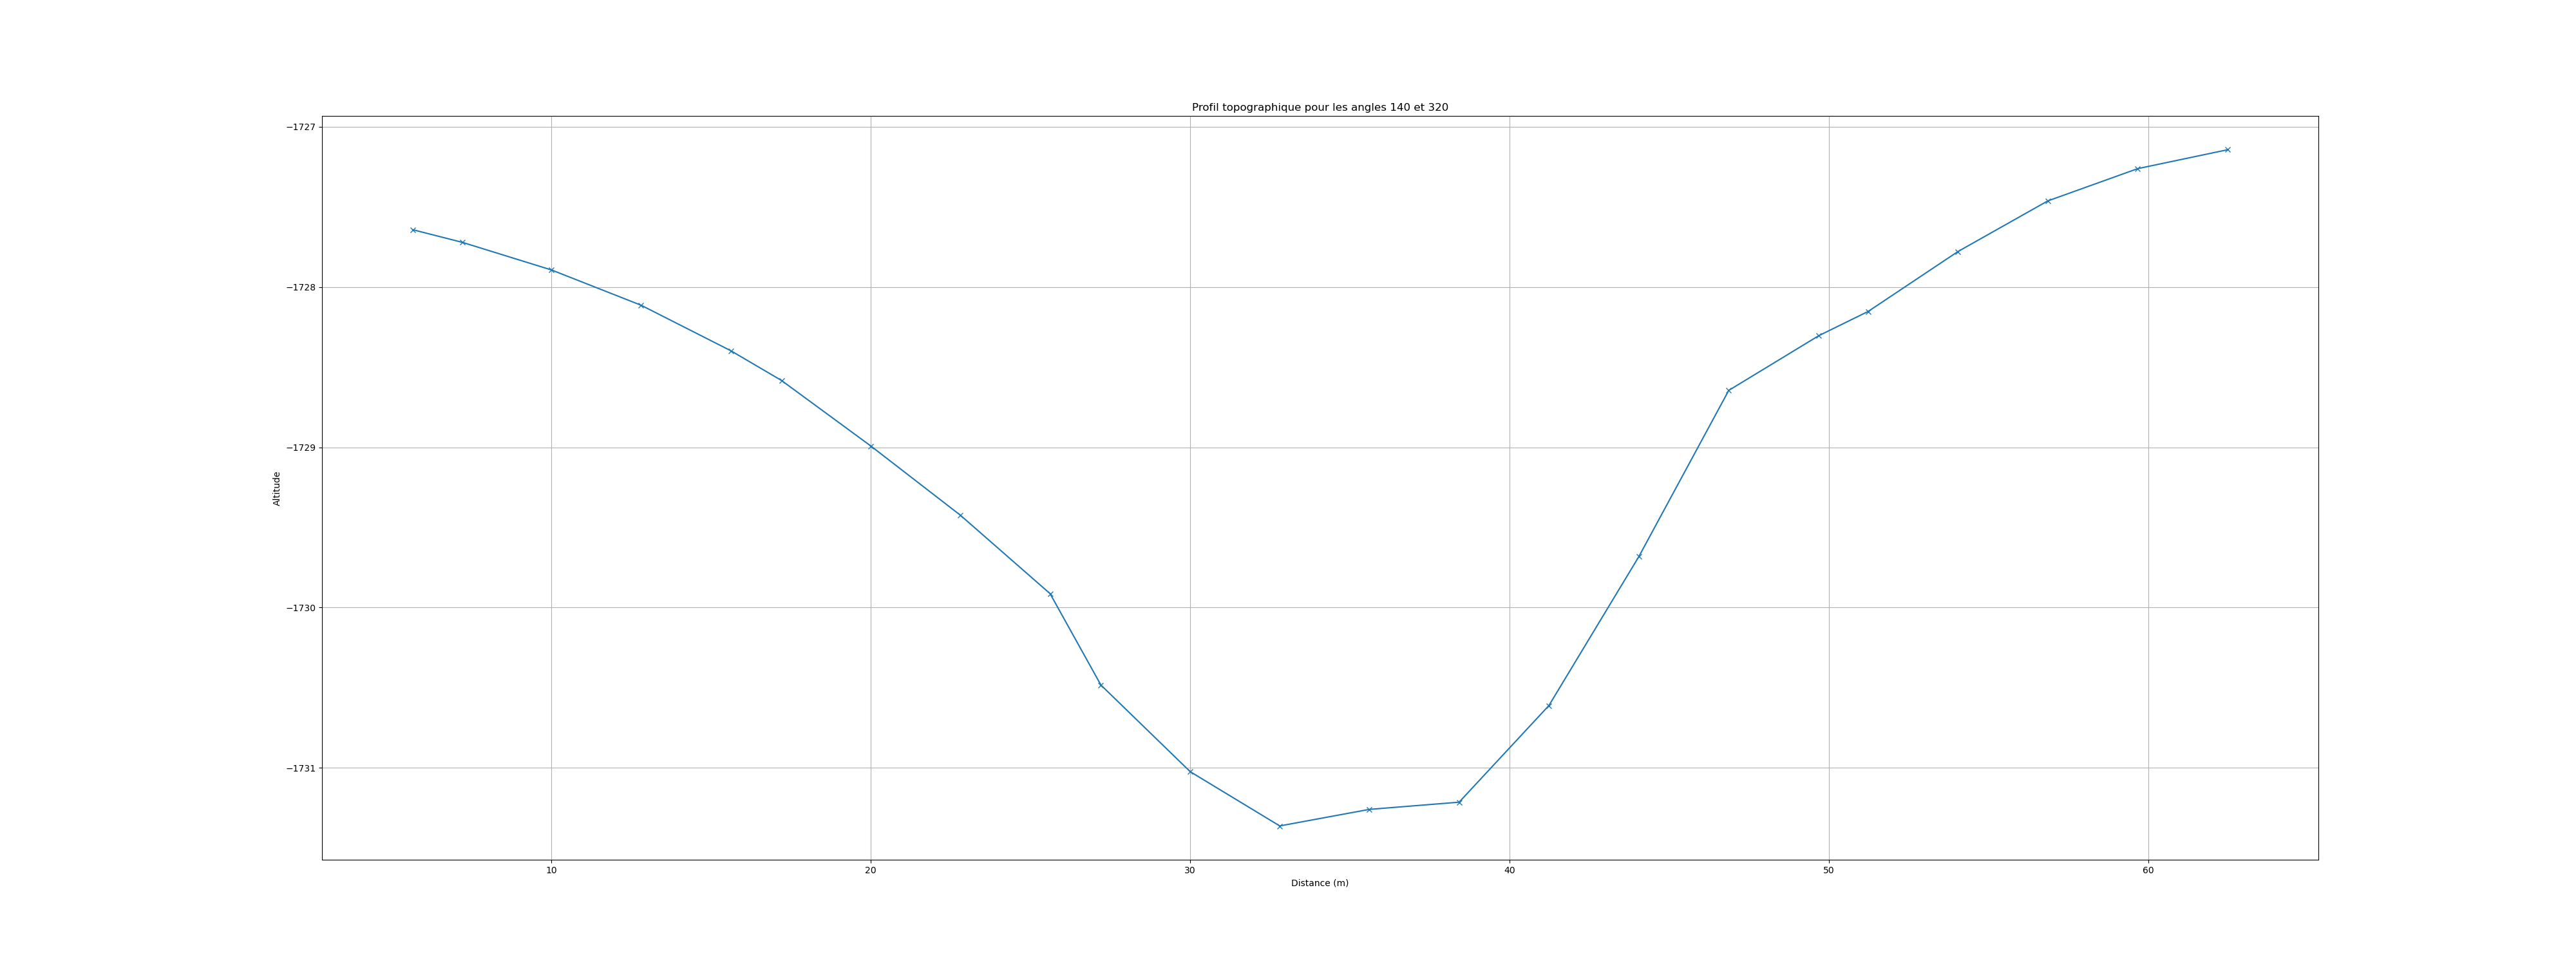 Profil topographique pour les angles 140 et 320
−1727
−1728
−1729
−1730
−1731
Altitude
10 20 30 40 50 60
Distance (m)